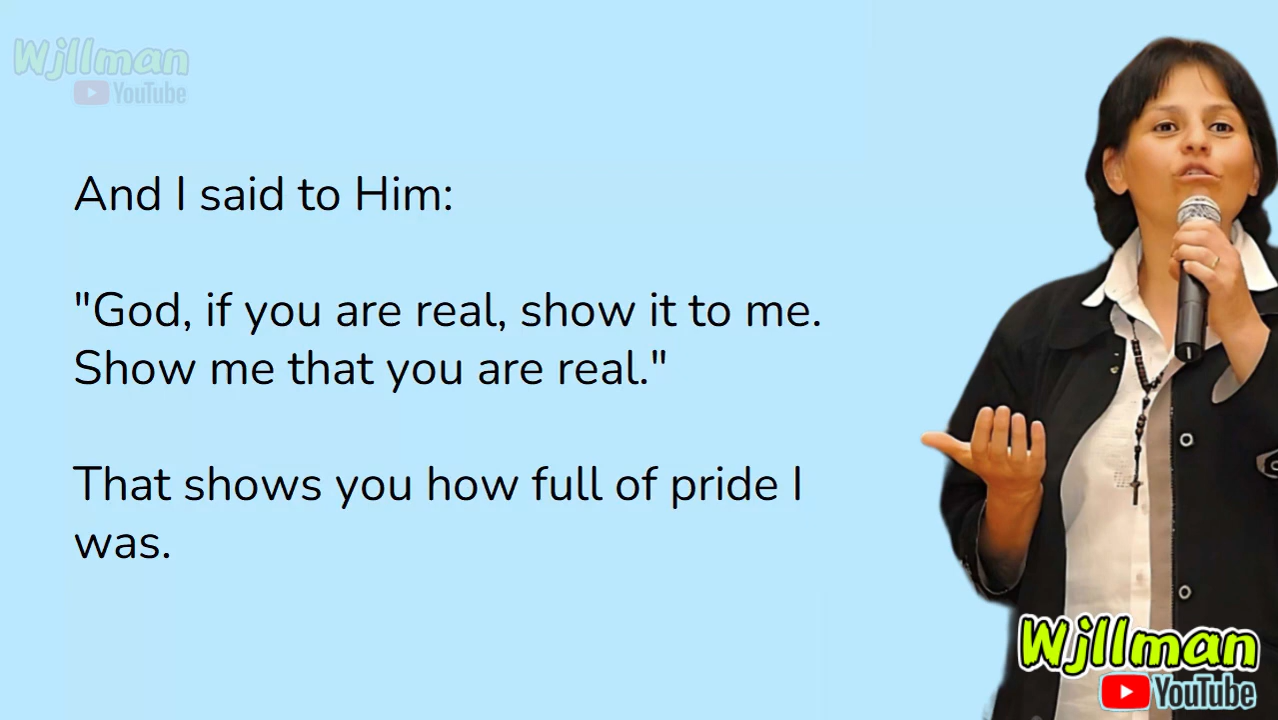 Wjllman
YouTube
And I said to Him:
"God, if you are real, show it to me.
Show me that you are real."
That shows you how full of pride I
was.
Wjllman
YouTube